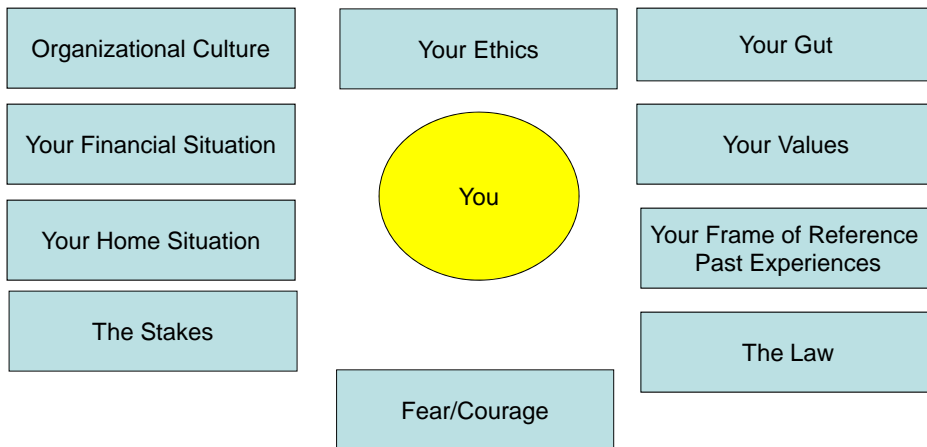 Organizational Culture
Your Ethics
Your Gut
Your Financial Situation
Your Values
You
Your Home Situation
Your Frame of Reference
Past Experiences
The Stakes
The Law
Fear/Courage